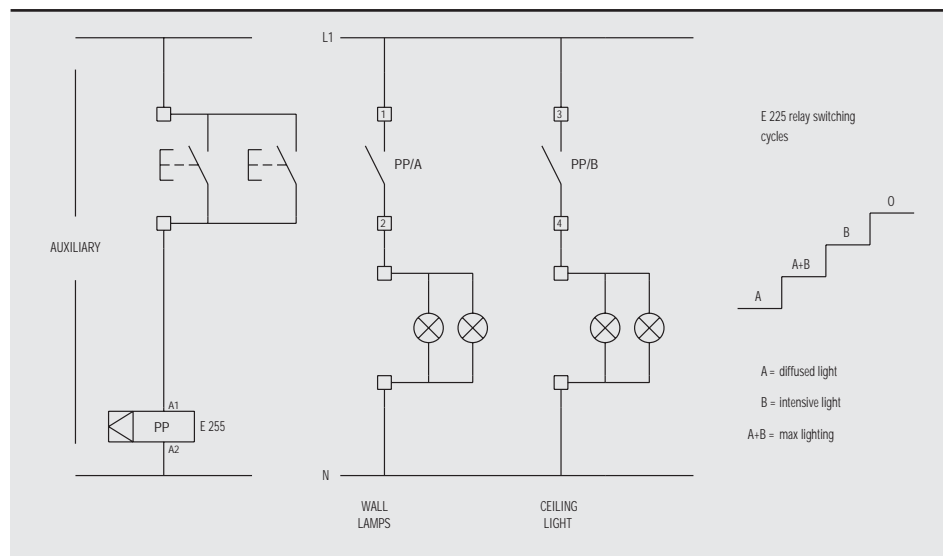 L1
1
3
E 225 relay switching
cycles
PP/A
PP/B
2
4
O
AUXILIARY
B
A+B
A
A = diffused light
A1
B = intensive light
PP
E 255
A+B = max lighting
A2
N
WALL
LAMPS
CEILING
LIGHT